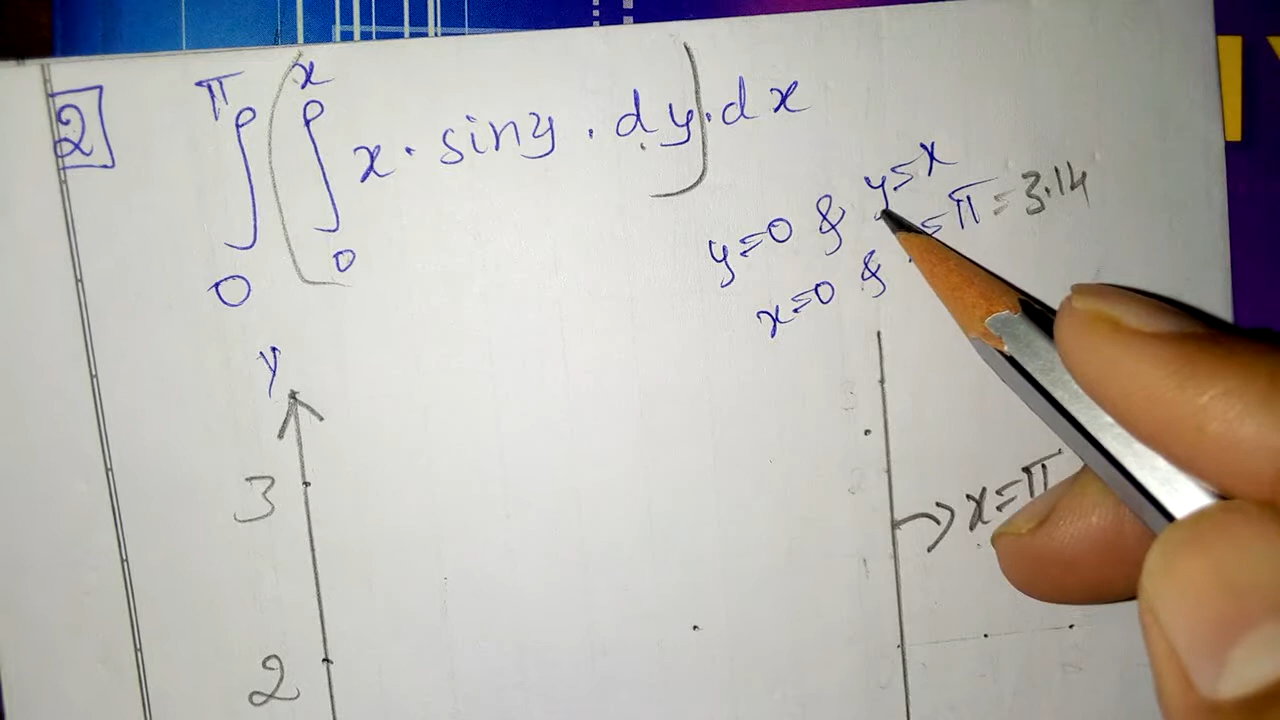 2
π x
∫ ( ∫ x · siny · dy ) · dx
0 0
y=0 & y=x
x=0 & =π=3.14
y
3
→ x=π
2